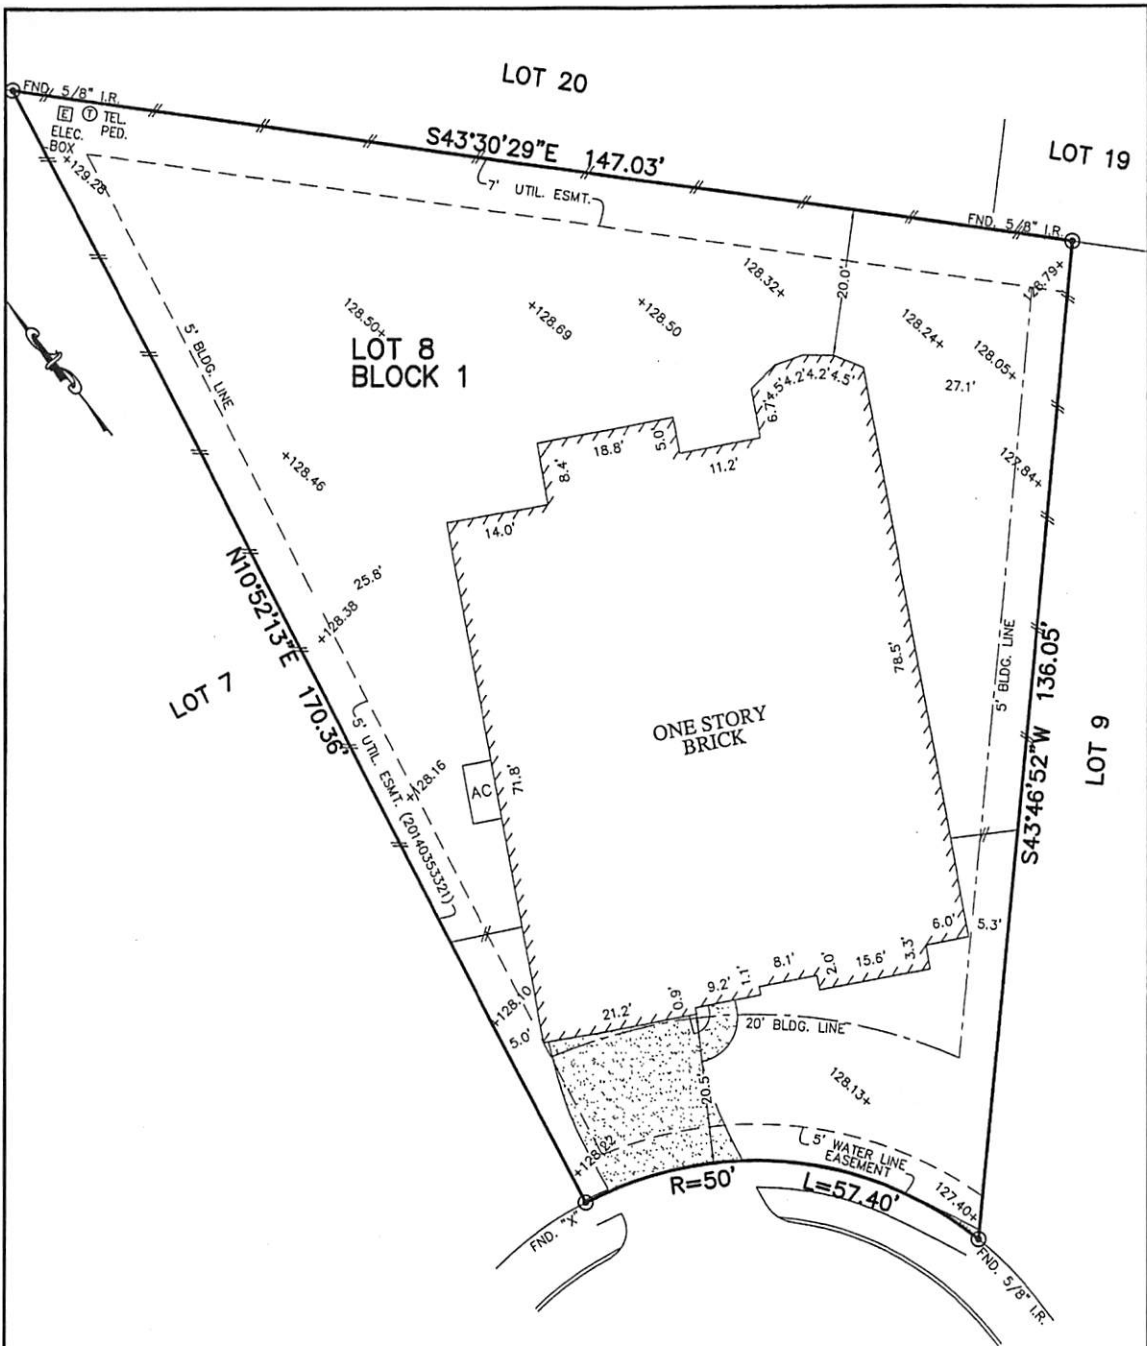 LOT 20
FND. 5/8" I.R.
E T TEL.
PED.
ELEC.
BOX
+129.28
S43°30'29"E 147.03'
7' UTIL. ESMT.
LOT 19
FND. 5/8" I.R.
128.79+
128.32+
20.0'
128.50+
+128.69
+128.50
128.24+
128.05+
LOT 8
BLOCK 1
5' BLDG. LINE
6.7' 4.5' 4.2' 4.2' 4.5'
27.1'
18.8'
5.0'
11.2'
8.4'
+128.46
127.84+
14.0'
N10°52'13"E 170.36'
25.8'
+128.38
78.5'
5' BLDG. LINE
S43°46'52"W 136.05'
LOT 7
LOT 9
ONE STORY
BRICK
5' UTIL. ESMT. (20140353321)
+128.16
AC
71.8'
6.0'
5.3'
3.3'
15.6'
2.0'
8.1'
1.1'
9.2'
0.9'
21.2'
+128.10
5.0'
20' BLDG. LINE
20.5'
128.13+
+128.22
5' WATER LINE
EASEMENT
R=50'
L=57.40'
127.40+
FND. "X"
FND. 5/8" I.R.